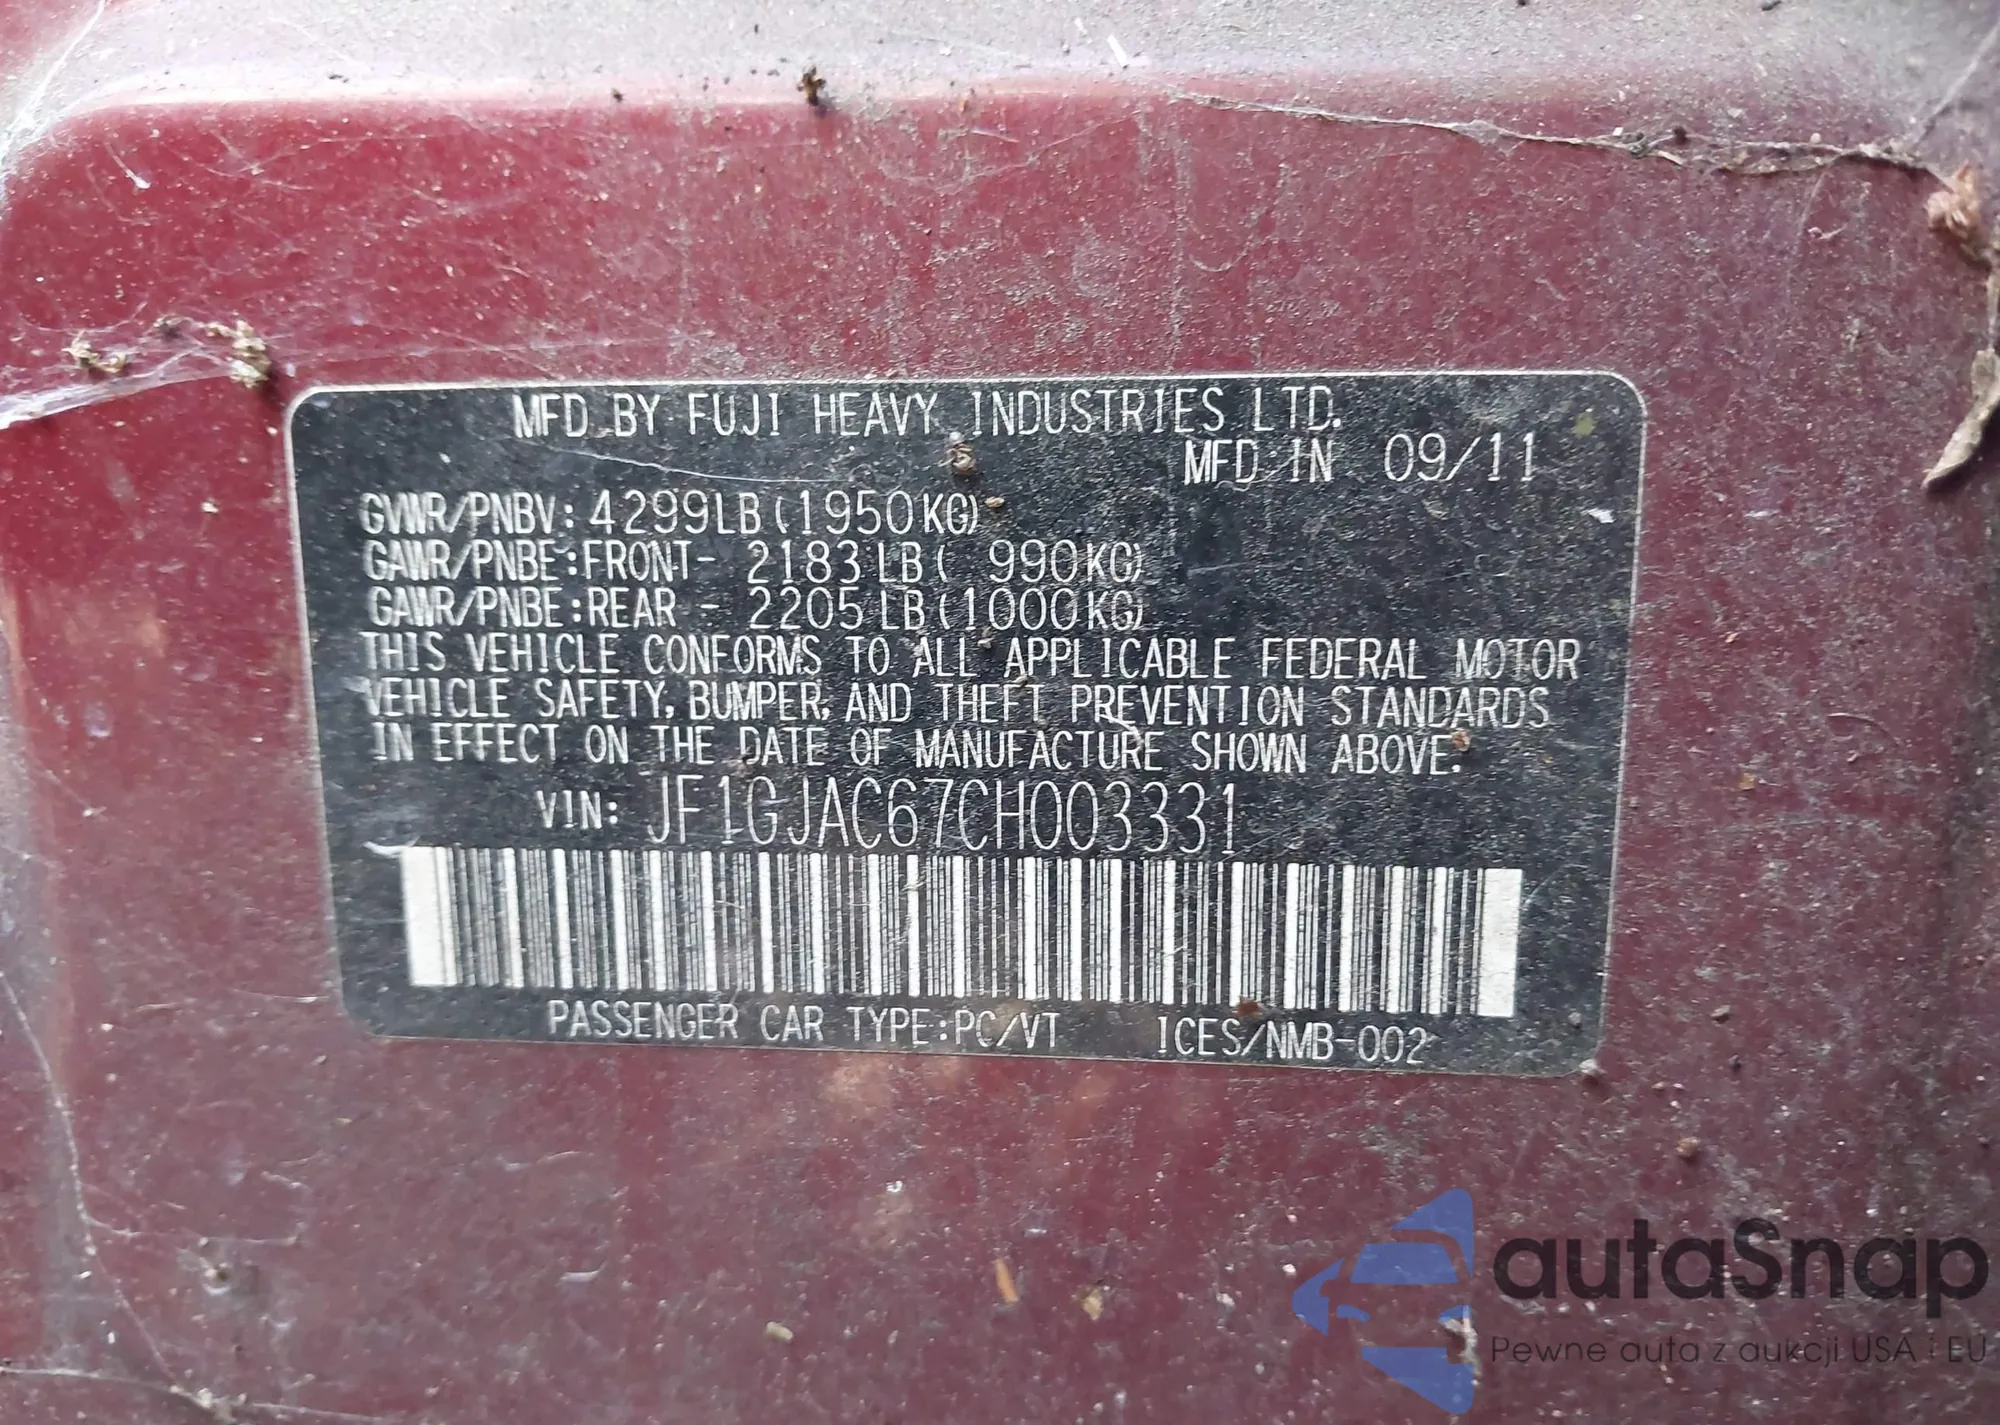 MFD.BY FUJI HEAVY INDUSTRIES LTD.
MFD IN 09/11
GVWR/PNBV: 4299LB (1950KG)
GAWR/PNBE:FRONT- 2183LB( 990KG)
GAWR/PNBE:REAR - 2205LB(1000KG)
THIS VEHICLE CONFORMS TO ALL APPLICABLE FEDERAL MOTOR
VEHICLE SAFETY, BUMPER, AND THEFT PREVENTION STANDARDS
IN EFFECT ON THE DATE OF MANUFACTURE SHOWN ABOVE.
VIN: JF1GJAC67CH003331
PASSENGER CAR TYPE:PC/VT ICES/NMB-002
autaSnap
Pewne auta z aukcji USA i EU